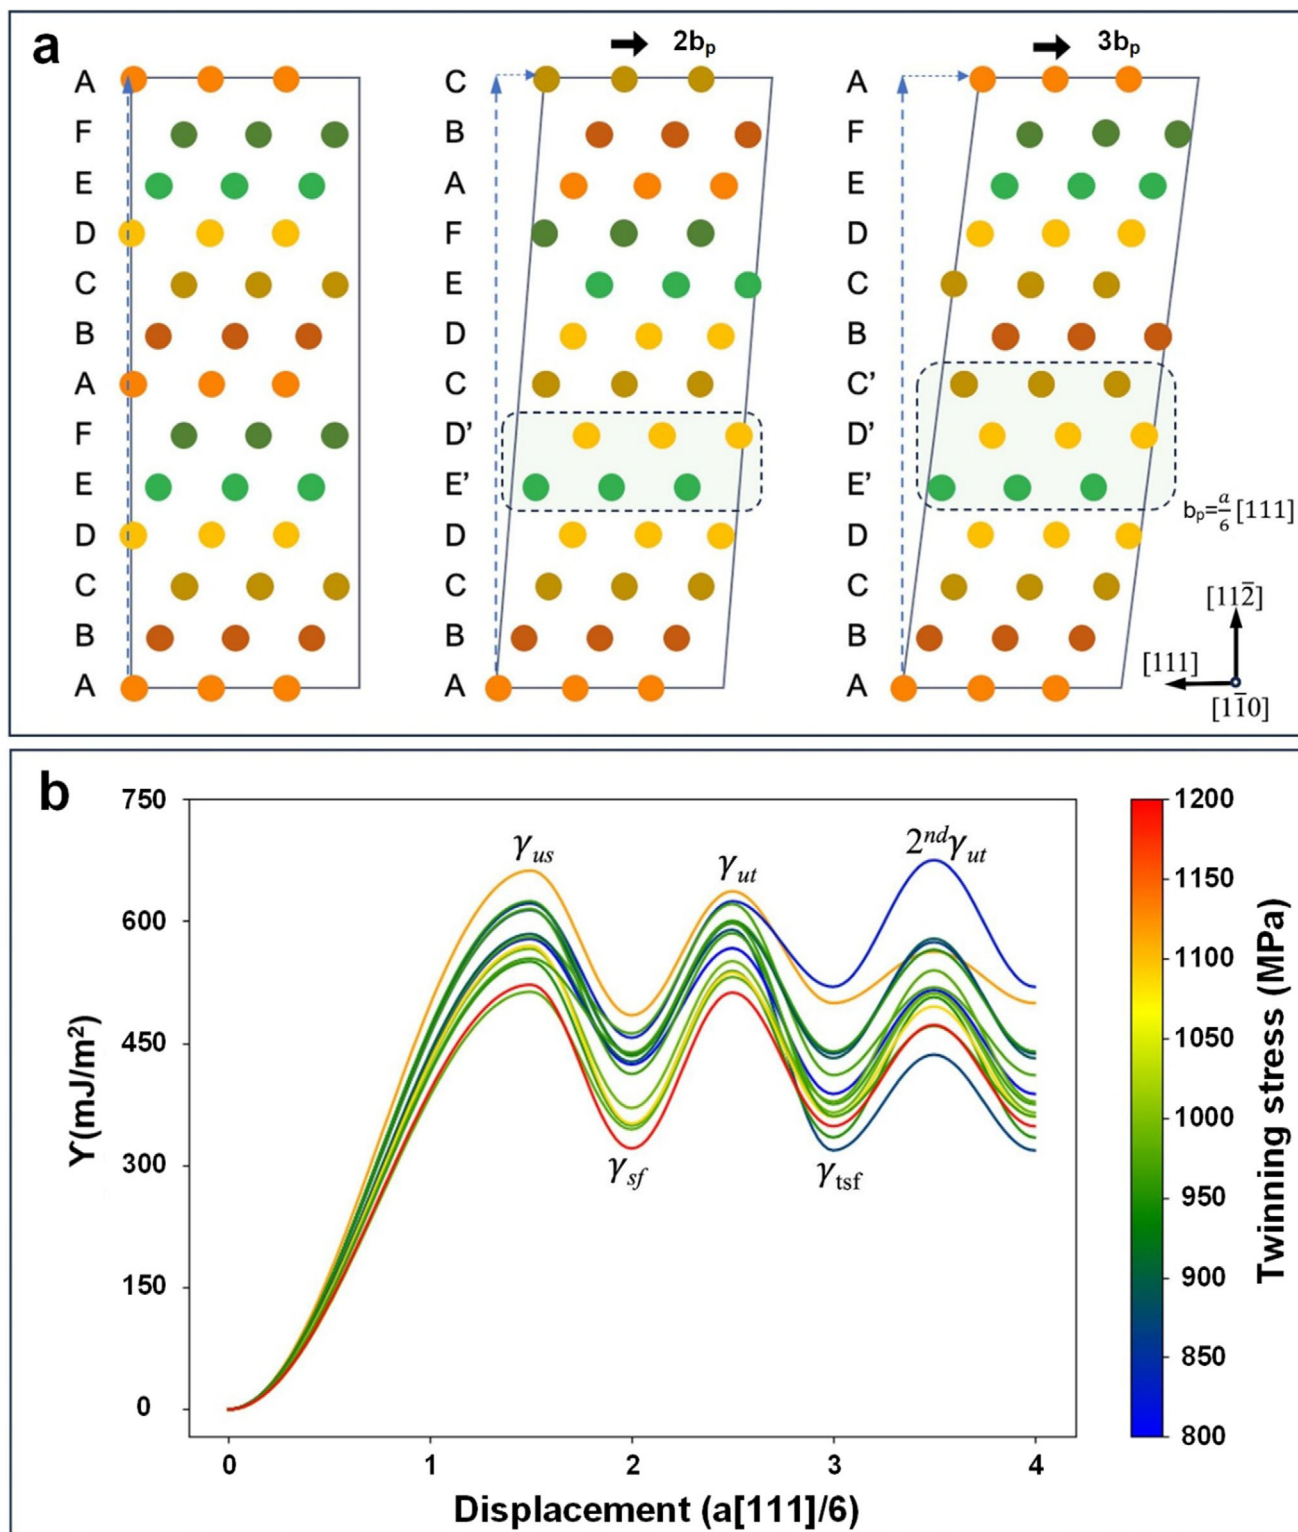 a
2bₚ
3bₚ
A C A
F B F
E A E
D F D
C E C
B D B
A C C’
F D’ D’
E E’ E’
bₚ=a/6[111]
D D D
C C C
[112̄]
B B B
[111]
A A A
[11̄0]
b
750
1200
2ⁿᵈγᵤₜ
γᵤₛ
γᵤₜ
1150
600
1100
450
1050
Twinning stress (MPa)
ϒ(mJ/m²)
1000
300
γ_sf
γ_tsf
950
150
900
850
0
800
0 1 2 3 4
Displacement (a[111]/6)